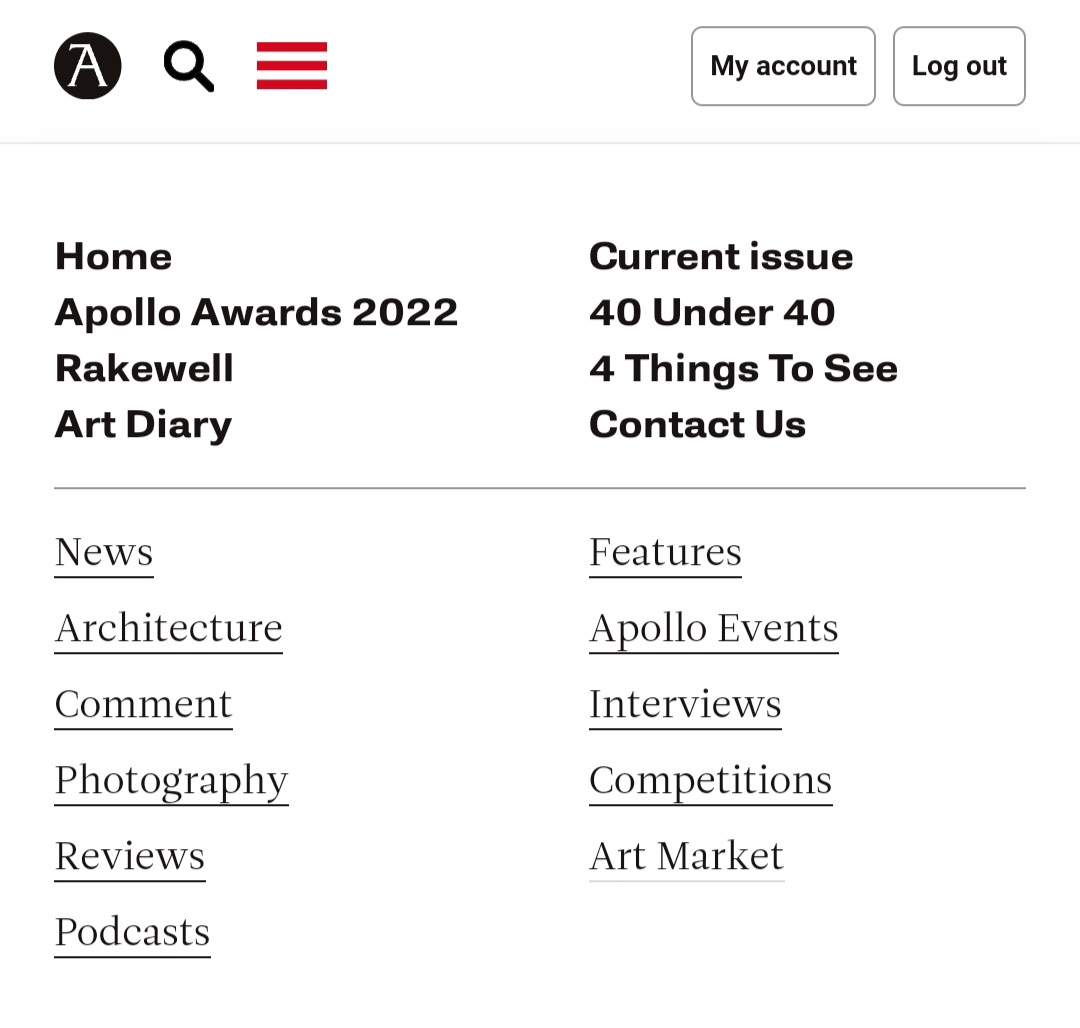 A
My account Log out
Home
Current issue
Apollo Awards 2022
40 Under 40
Rakewell
4 Things To See
Art Diary
Contact Us
News
Features
Architecture
Apollo Events
Comment
Interviews
Photography
Competitions
Reviews
Art Market
Podcasts